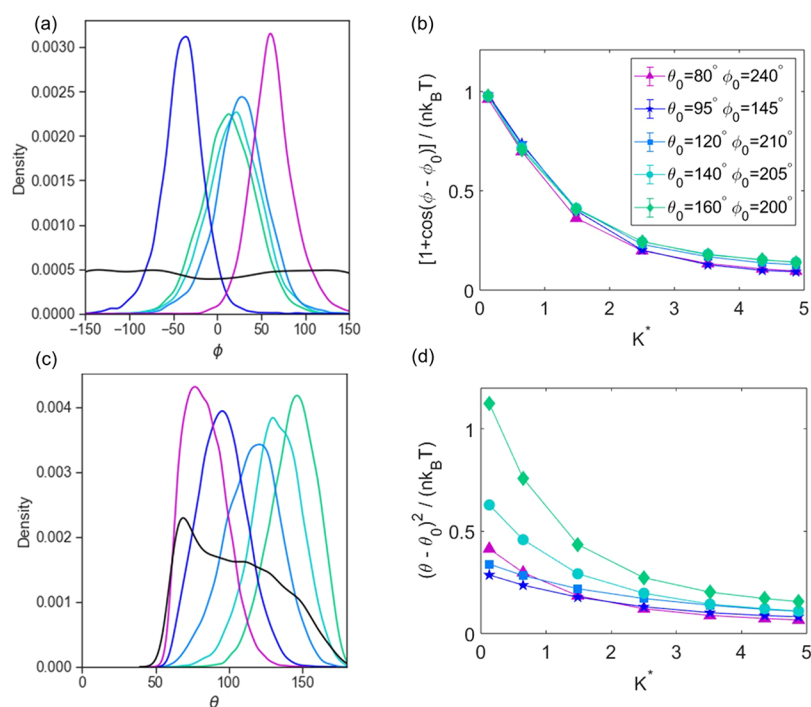 (a)
0.0030
0.0025
0.0020
0.0015
0.0010
0.0005
0.0000
Density
−150 −100 −50 0 50 100 150
ϕ
(b)
1
0.5
0
[1+cos(ϕ - ϕ0)] / (nkBT)
θ0=80° ϕ0=240°
θ0=95° ϕ0=145°
θ0=120° ϕ0=210°
θ0=140° ϕ0=205°
θ0=160° ϕ0=200°
0 1 2 3 4 5
K*
(c)
0.004
0.003
0.002
0.001
0.000
Density
0 50 100 150
θ
(d)
1
0.5
0
(θ - θ0)2 / (nkBT)
0 1 2 3 4 5
K*